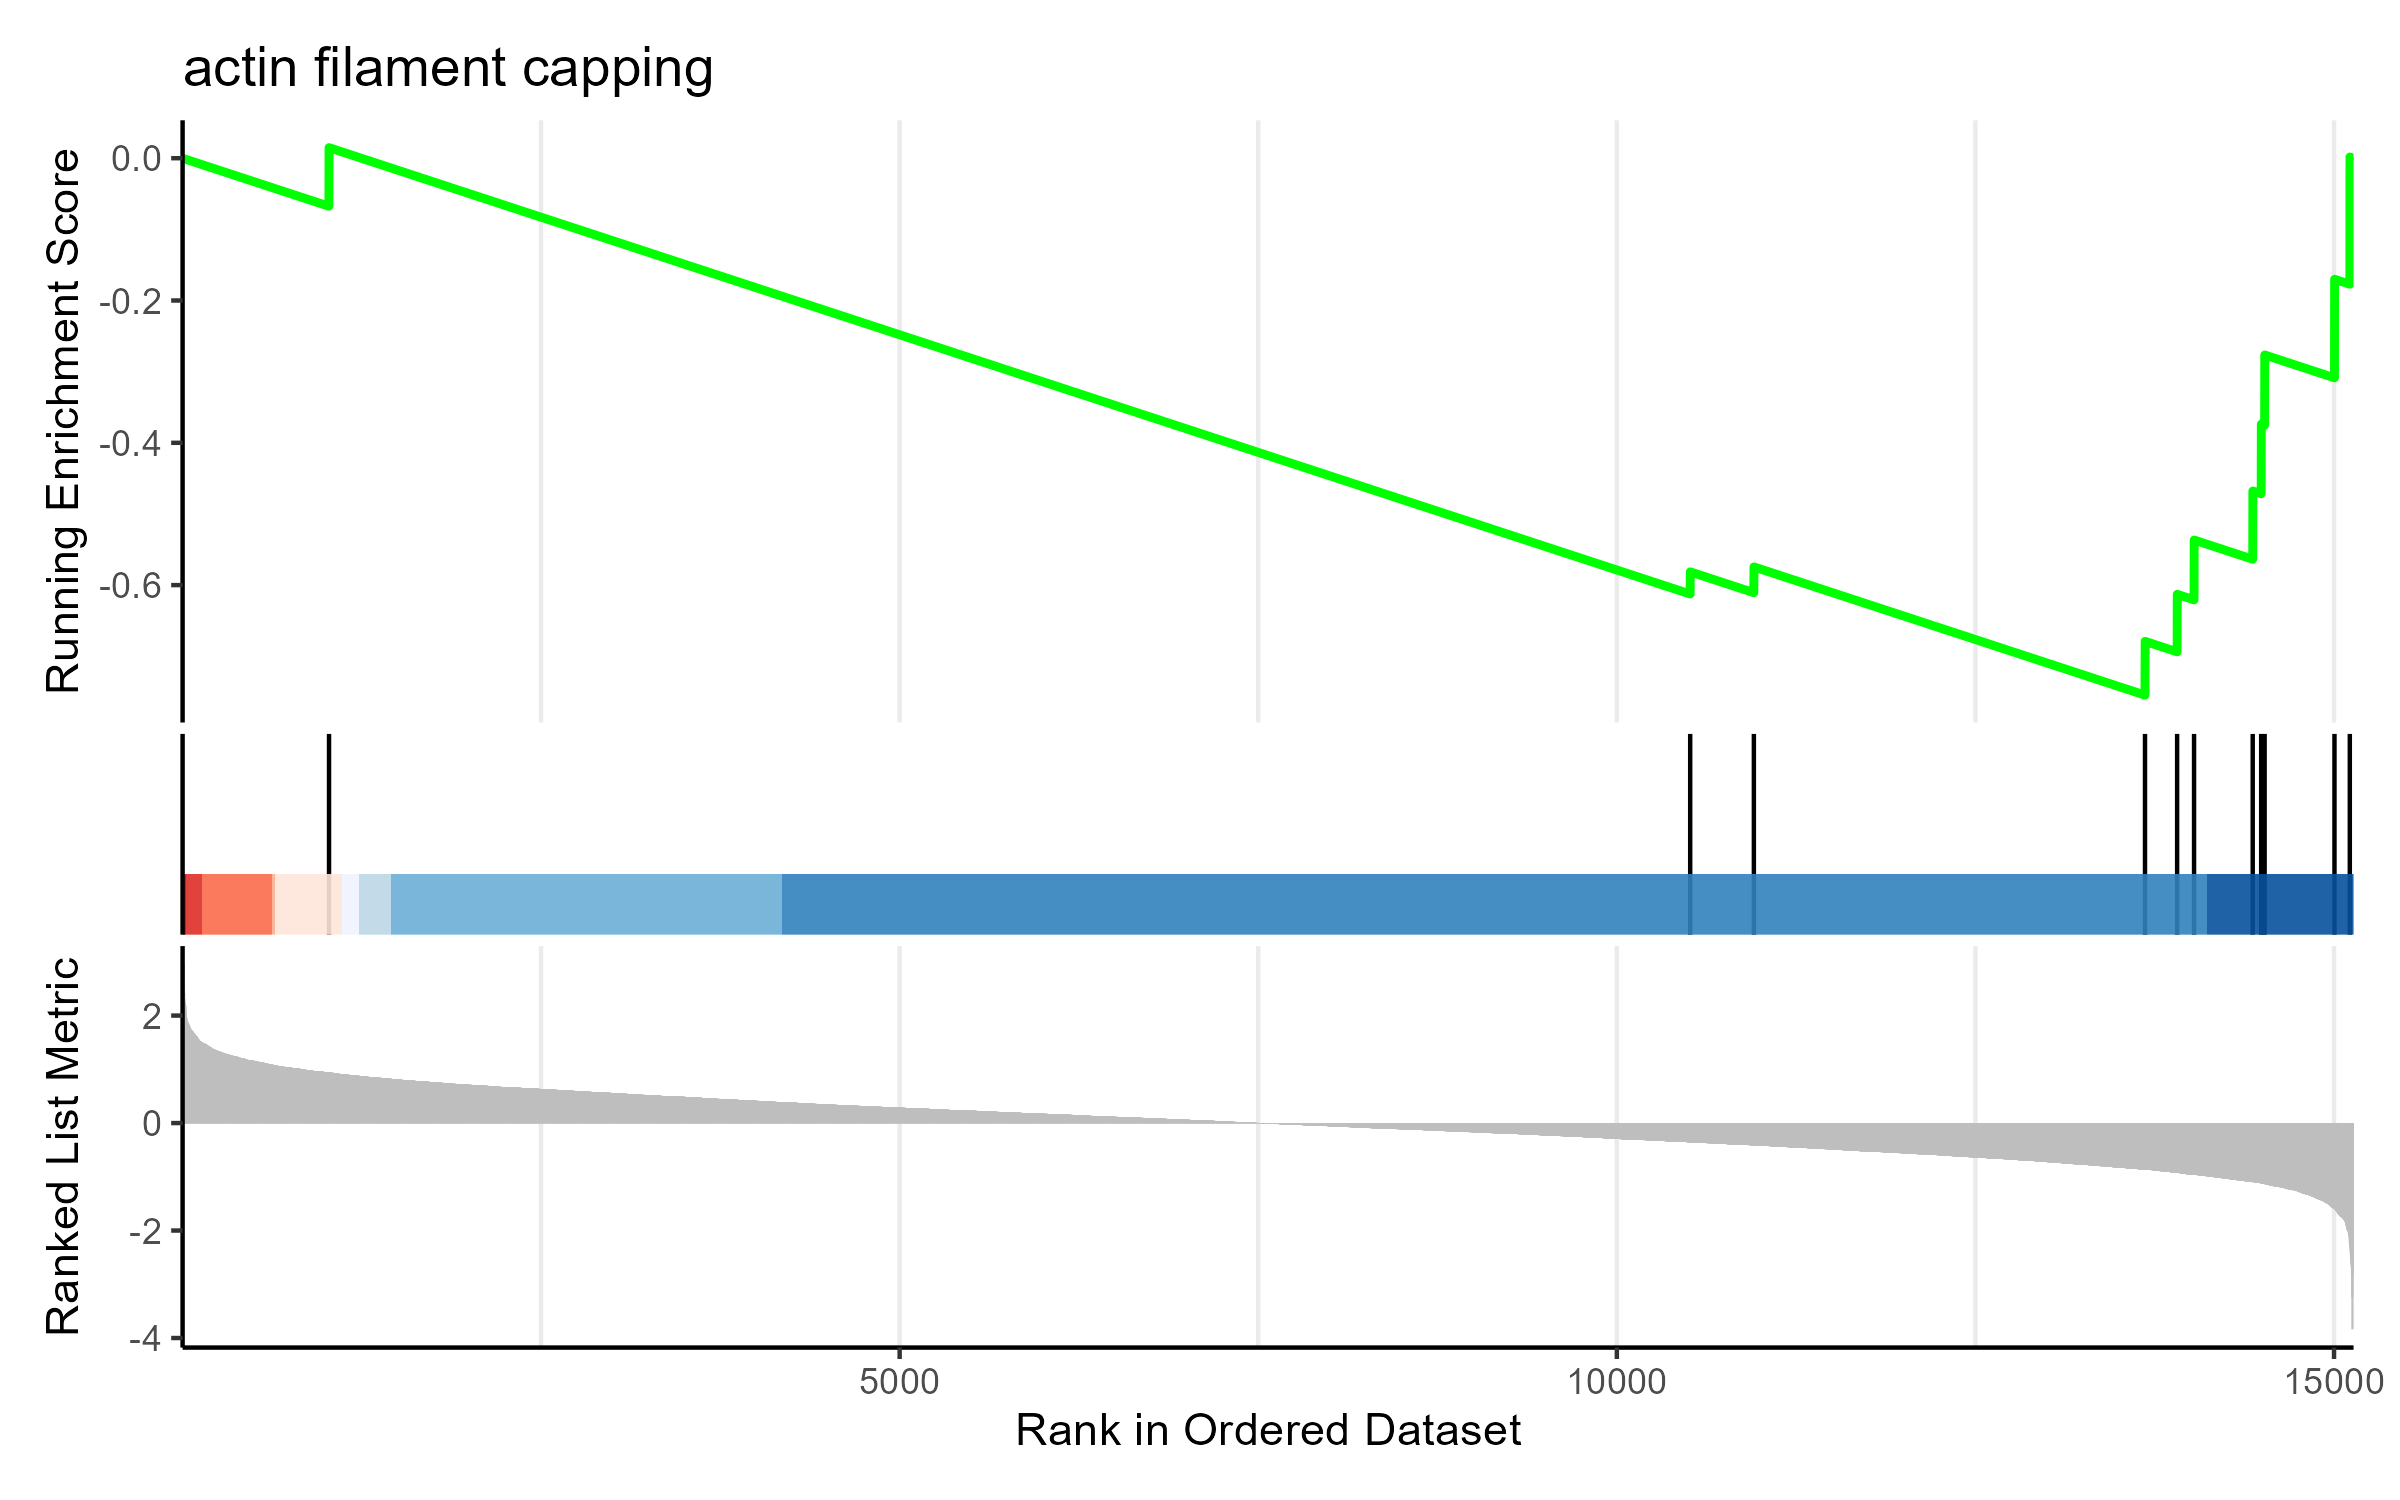 actin filament capping
Running Enrichment Score
0.0
-0.2
-0.4
-0.6
Ranked List Metric
2
0
-2
-4
5000 10000 15000
Rank in Ordered Dataset